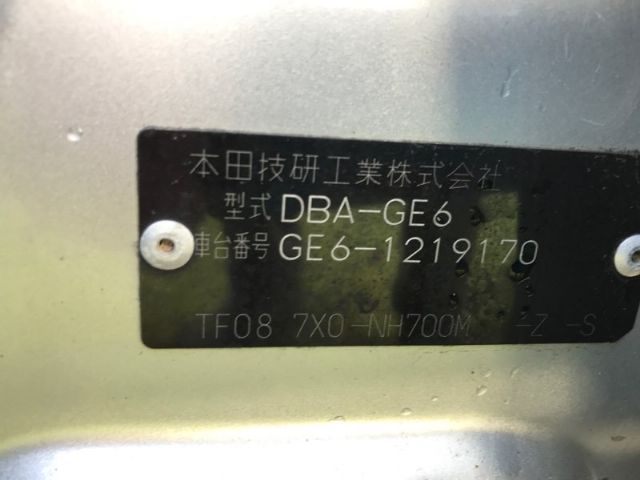 本田技研工業株式会社
型式 DBA-GE6
車台番号 GE6-1219170
TF08 7X0-NH700M -Z -S